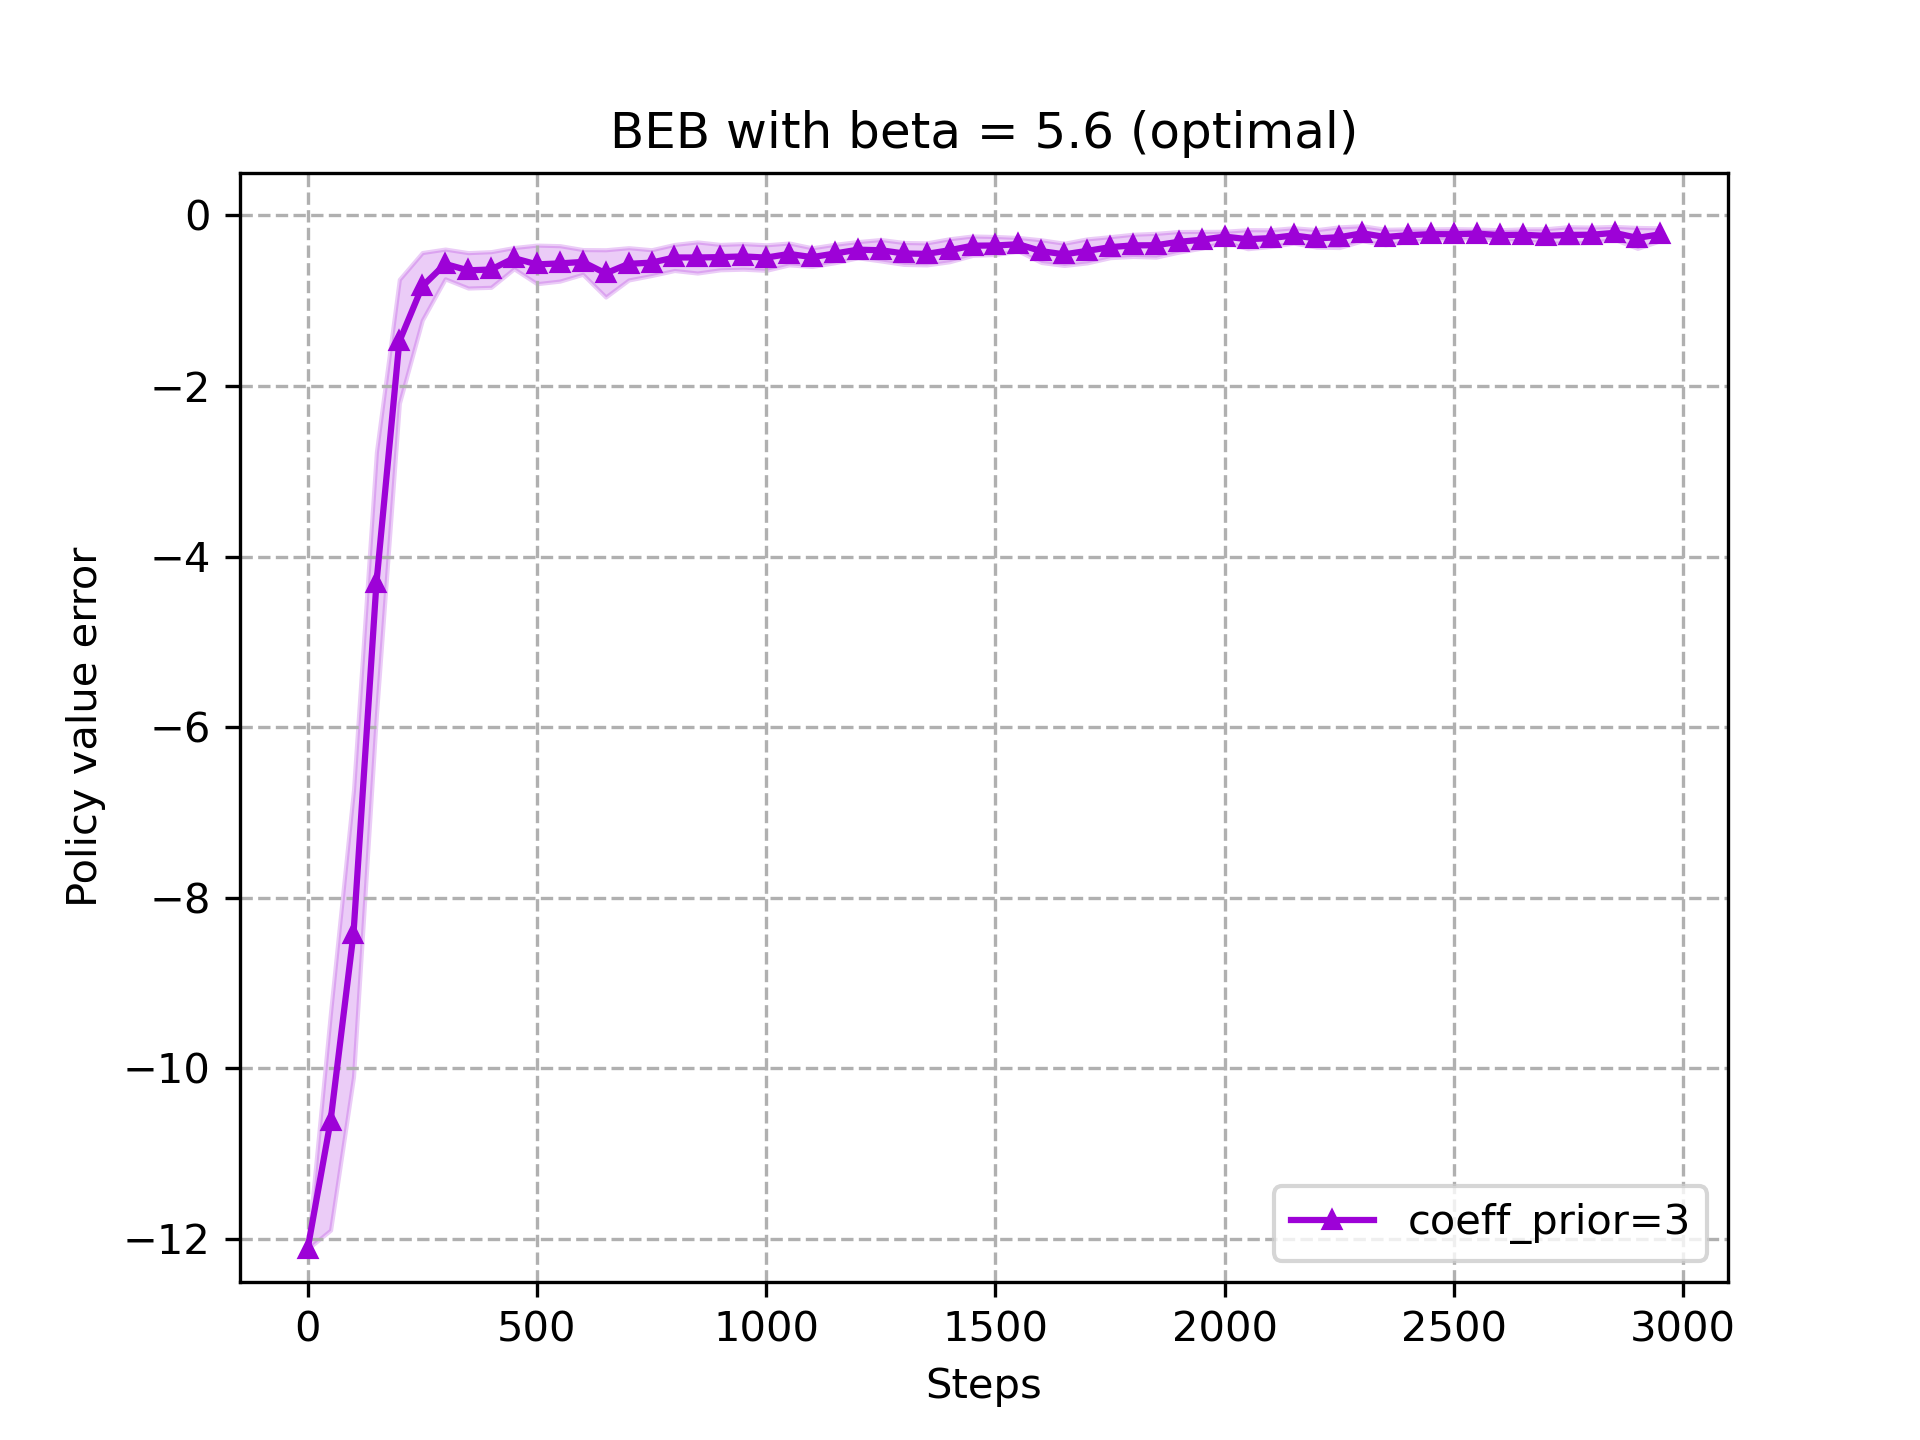 BEB with beta = 5.6 (optimal)
Policy value error
0
−2
−4
−6
−8
−10
−12
coeff_prior=3
0 500 1000 1500 2000 2500 3000
Steps